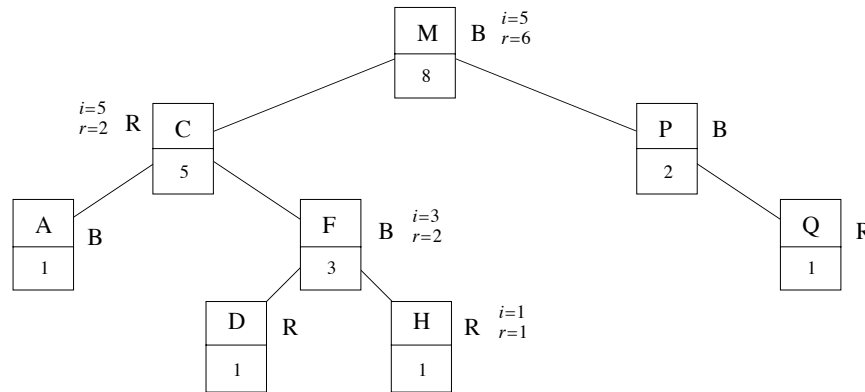 M B i=5
r=6
8
i=5
r=2 R C
5
P B
2
A B
1
F B i=3
r=2
3
Q R
1
D R
1
H R i=1
r=1
1